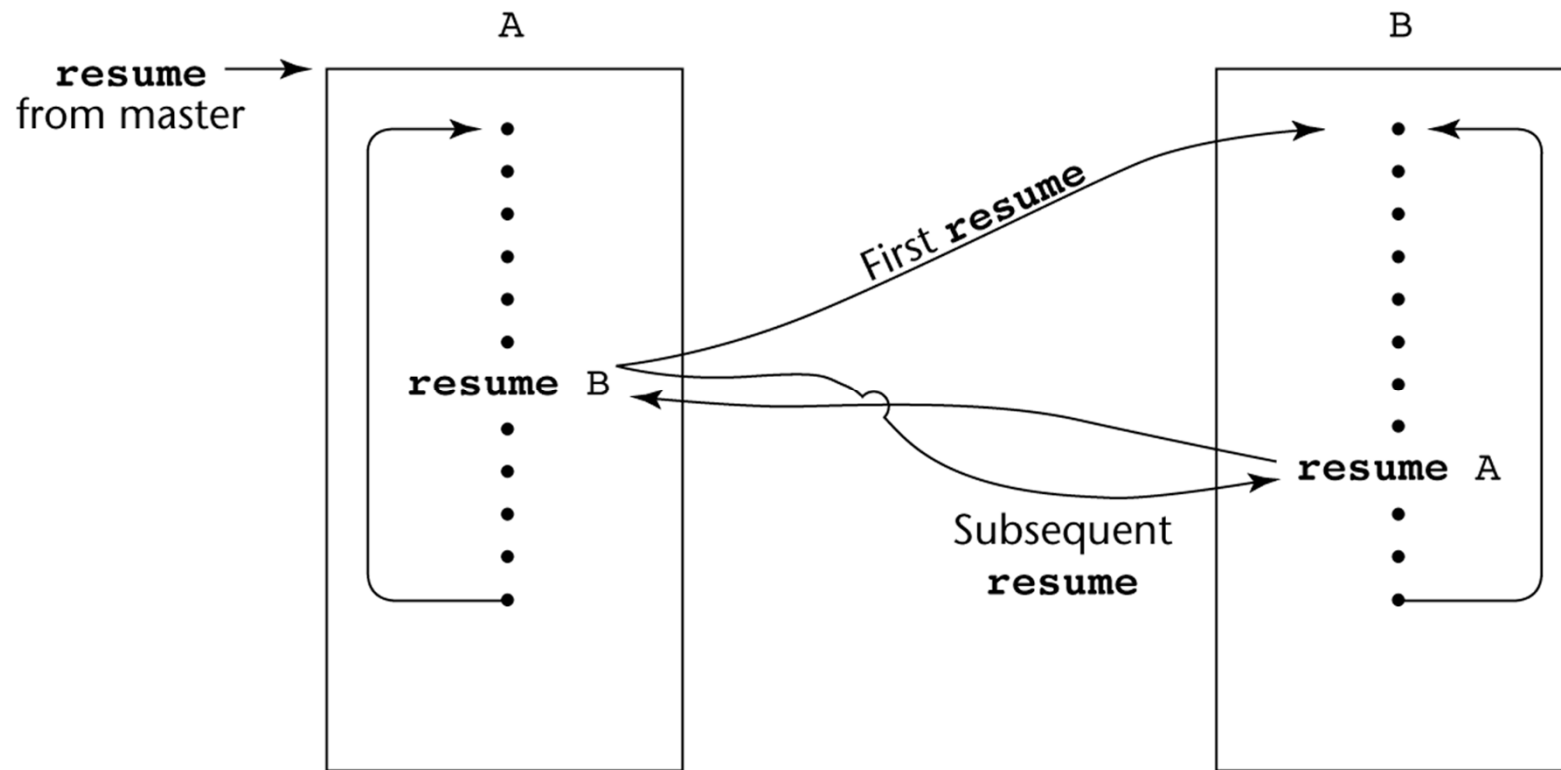 A
B
resume
from master
First resume
resume B
resume A
Subsequent
resume